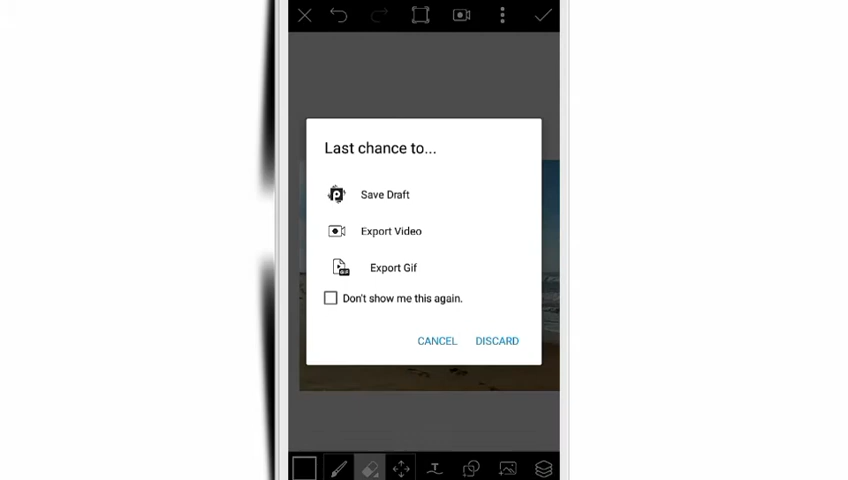 Last chance to...
Save Draft
Export Video
Export Gif
Don't show me this again.
CANCEL DISCARD